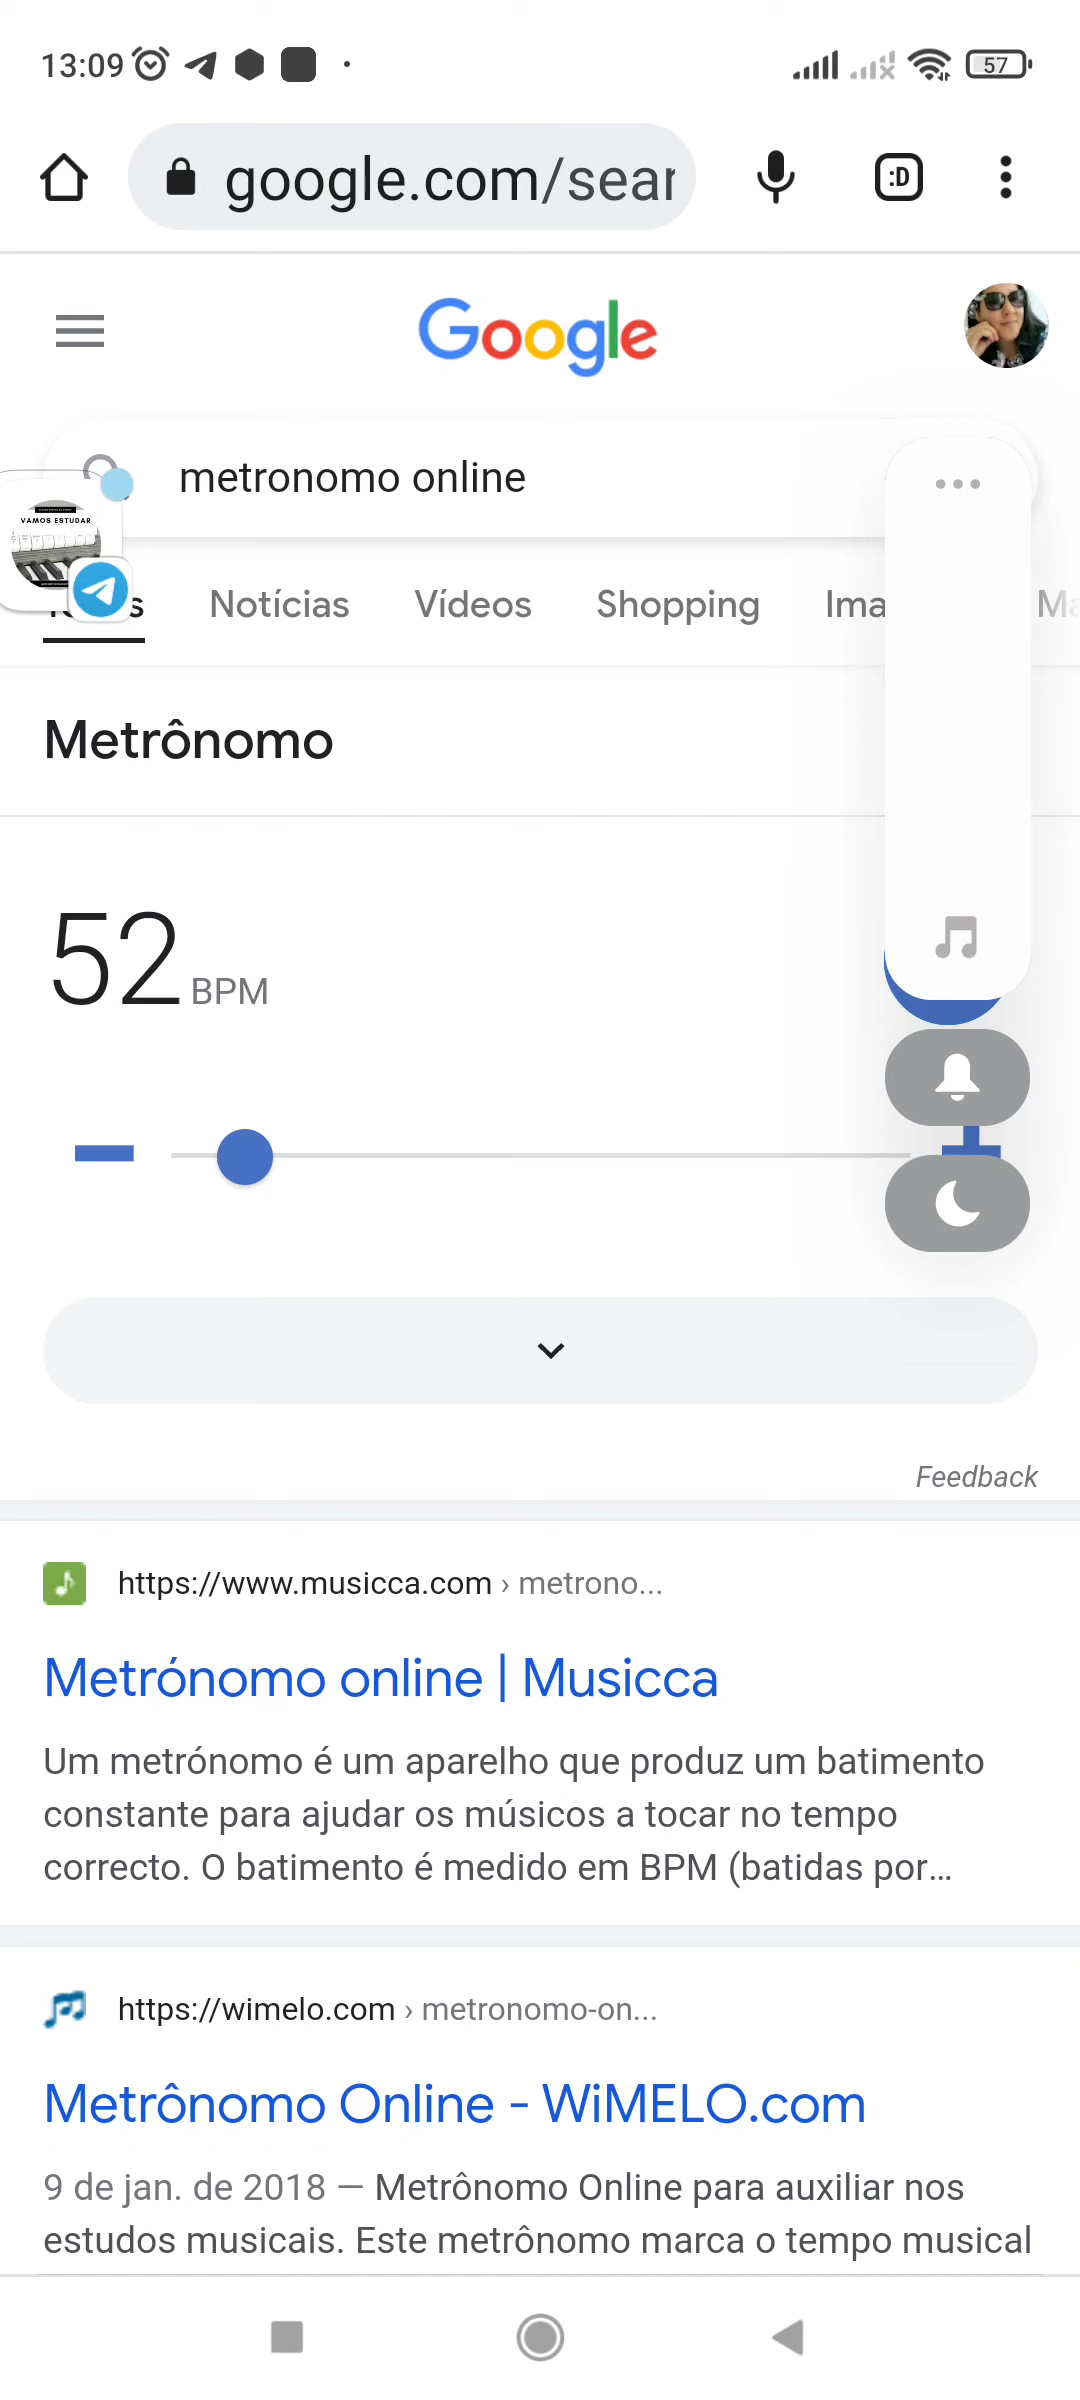 13:09
57
google.com/sear
:D
Google
metronomo online
VAMOS ESTUDAR
Notícias Vídeos Shopping Ima Ma
Metrônomo
52 BPM
Feedback
https://www.musicca.com › metrono...
Metrónomo online | Musicca
Um metrónomo é um aparelho que produz um batimento
constante para ajudar os músicos a tocar no tempo
correcto. O batimento é medido em BPM (batidas por...
https://wimelo.com › metronomo-on...
Metrônomo Online - WiMELO.com
9 de jan. de 2018 — Metrônomo Online para auxiliar nos
estudos musicais. Este metrônomo marca o tempo musical